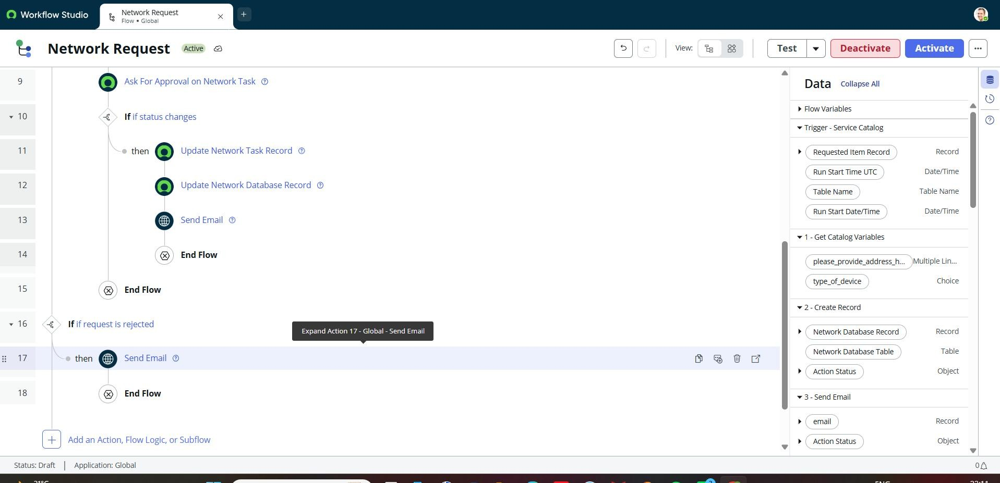 Workflow Studio
Network Request
Flow • Global
Network Request
Active
View:
Test
Deactivate
Activate
9
Ask For Approval on Network Task
10
If if status changes
11
then
Update Network Task Record
12
Update Network Database Record
13
Send Email
14
End Flow
15
End Flow
16
If if request is rejected
Expand Action 17 - Global - Send Email
17
then
Send Email
18
End Flow
Add an Action, Flow Logic, or Subflow
Data
Collapse All
Flow Variables
Trigger - Service Catalog
Requested Item Record
Record
Run Start Time UTC
Date/Time
Table Name
Table Name
Run Start Date/Time
Date/Time
1 - Get Catalog Variables
please_provide_address_h...
Multiple Lin...
type_of_device
Choice
2 - Create Record
Network Database Record
Record
Network Database Table
Table
Action Status
Object
3 - Send Email
email
Record
Action Status
Object
Status: Draft
Application: Global
0